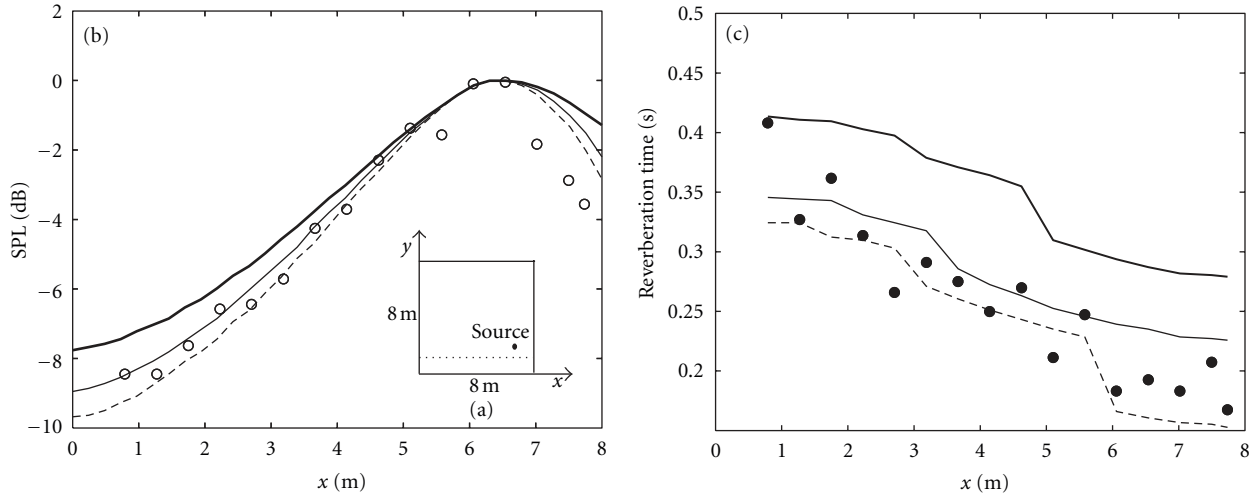 (b)
SPL (dB)
2
0
−2
−4
−6
−8
−10
0 1 2 3 4 5 6 7 8
x (m)
y
8 m
Source
8 m
x
(a)
(c)
Reverberation time (s)
0.5
0.45
0.4
0.35
0.3
0.25
0.2
0 1 2 3 4 5 6 7 8
x (m)